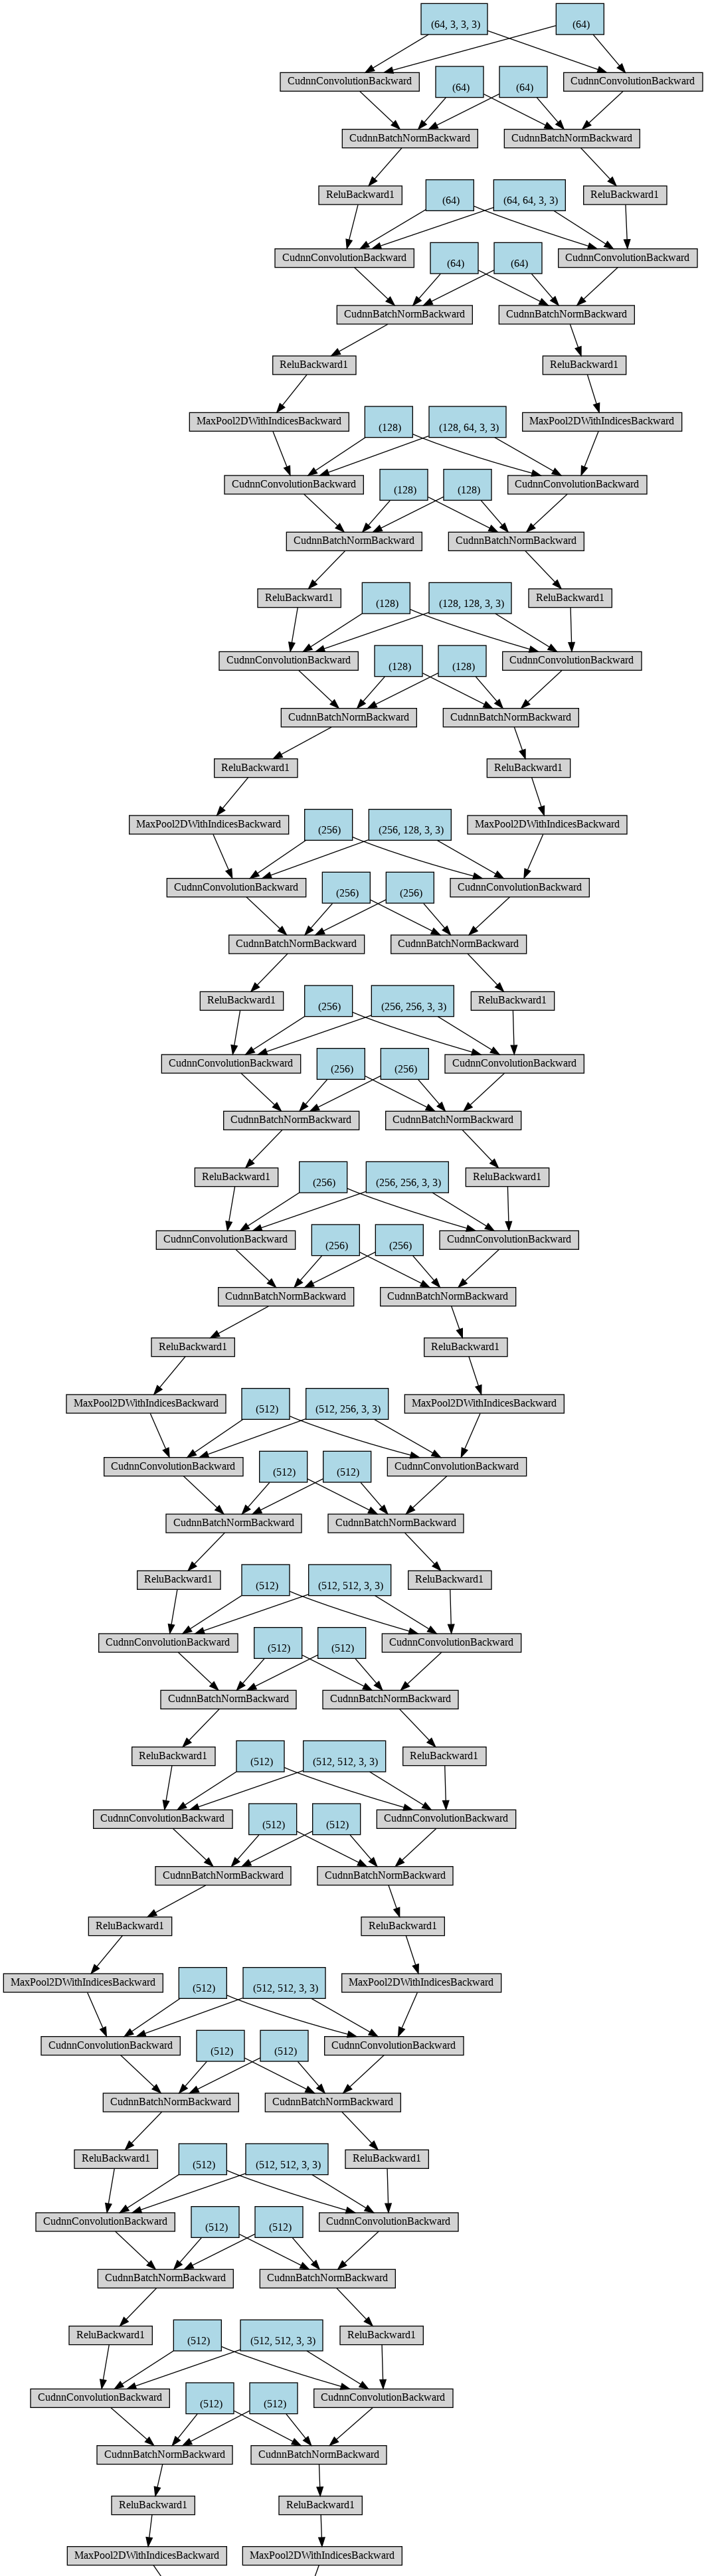 (64, 3, 3, 3)
(64)
CudnnConvolutionBackward
CudnnConvolutionBackward
(64)
(64)
CudnnBatchNormBackward
CudnnBatchNormBackward
ReluBackward1
ReluBackward1
(64)
(64, 64, 3, 3)
CudnnConvolutionBackward
CudnnConvolutionBackward
(64)
(64)
CudnnBatchNormBackward
CudnnBatchNormBackward
ReluBackward1
ReluBackward1
MaxPool2DWithIndicesBackward
(128)
(128, 64, 3, 3)
MaxPool2DWithIndicesBackward
CudnnConvolutionBackward
CudnnConvolutionBackward
(128)
(128)
CudnnBatchNormBackward
CudnnBatchNormBackward
ReluBackward1
(128)
(128, 128, 3, 3)
ReluBackward1
CudnnConvolutionBackward
CudnnConvolutionBackward
(128)
(128)
CudnnBatchNormBackward
CudnnBatchNormBackward
ReluBackward1
ReluBackward1
MaxPool2DWithIndicesBackward
(256)
(256, 128, 3, 3)
MaxPool2DWithIndicesBackward
CudnnConvolutionBackward
CudnnConvolutionBackward
(256)
(256)
CudnnBatchNormBackward
CudnnBatchNormBackward
ReluBackward1
(256)
(256, 256, 3, 3)
ReluBackward1
CudnnConvolutionBackward
CudnnConvolutionBackward
(256)
(256)
CudnnBatchNormBackward
CudnnBatchNormBackward
ReluBackward1
(256)
(256, 256, 3, 3)
ReluBackward1
CudnnConvolutionBackward
CudnnConvolutionBackward
(256)
(256)
CudnnBatchNormBackward
CudnnBatchNormBackward
ReluBackward1
ReluBackward1
MaxPool2DWithIndicesBackward
(512)
(512, 256, 3, 3)
MaxPool2DWithIndicesBackward
CudnnConvolutionBackward
CudnnConvolutionBackward
(512)
(512)
CudnnBatchNormBackward
CudnnBatchNormBackward
ReluBackward1
(512)
(512, 512, 3, 3)
ReluBackward1
CudnnConvolutionBackward
CudnnConvolutionBackward
(512)
(512)
CudnnBatchNormBackward
CudnnBatchNormBackward
ReluBackward1
(512)
(512, 512, 3, 3)
ReluBackward1
CudnnConvolutionBackward
CudnnConvolutionBackward
(512)
(512)
CudnnBatchNormBackward
CudnnBatchNormBackward
ReluBackward1
ReluBackward1
MaxPool2DWithIndicesBackward
(512)
(512, 512, 3, 3)
MaxPool2DWithIndicesBackward
CudnnConvolutionBackward
CudnnConvolutionBackward
(512)
(512)
CudnnBatchNormBackward
CudnnBatchNormBackward
ReluBackward1
(512)
(512, 512, 3, 3)
ReluBackward1
CudnnConvolutionBackward
CudnnConvolutionBackward
(512)
(512)
CudnnBatchNormBackward
CudnnBatchNormBackward
ReluBackward1
(512)
(512, 512, 3, 3)
ReluBackward1
CudnnConvolutionBackward
CudnnConvolutionBackward
(512)
(512)
CudnnBatchNormBackward
CudnnBatchNormBackward
ReluBackward1
ReluBackward1
MaxPool2DWithIndicesBackward
MaxPool2DWithIndicesBackward